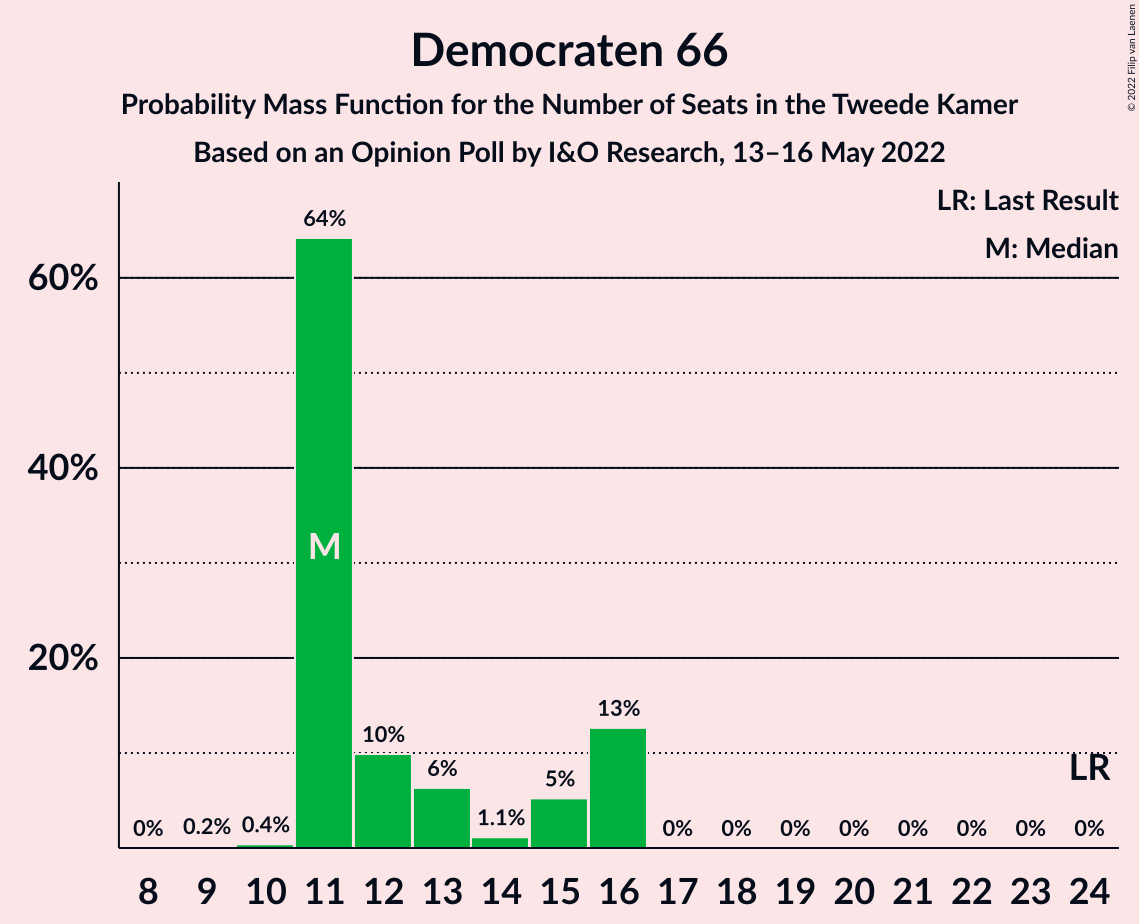 Democraten 66
Probability Mass Function for the Number of Seats in the Tweede Kamer
Based on an Opinion Poll by I&O Research, 13–16 May 2022
© 2022 Filip van Laenen
LR: Last Result
M: Median
60%
40%
20%
64%
M
10%
6%
1.1%
5%
13%
LR
0% 0.2% 0.4%
0% 0% 0% 0% 0% 0% 0% 0%
8 9 10 11 12 13 14 15 16 17 18 19 20 21 22 23 24